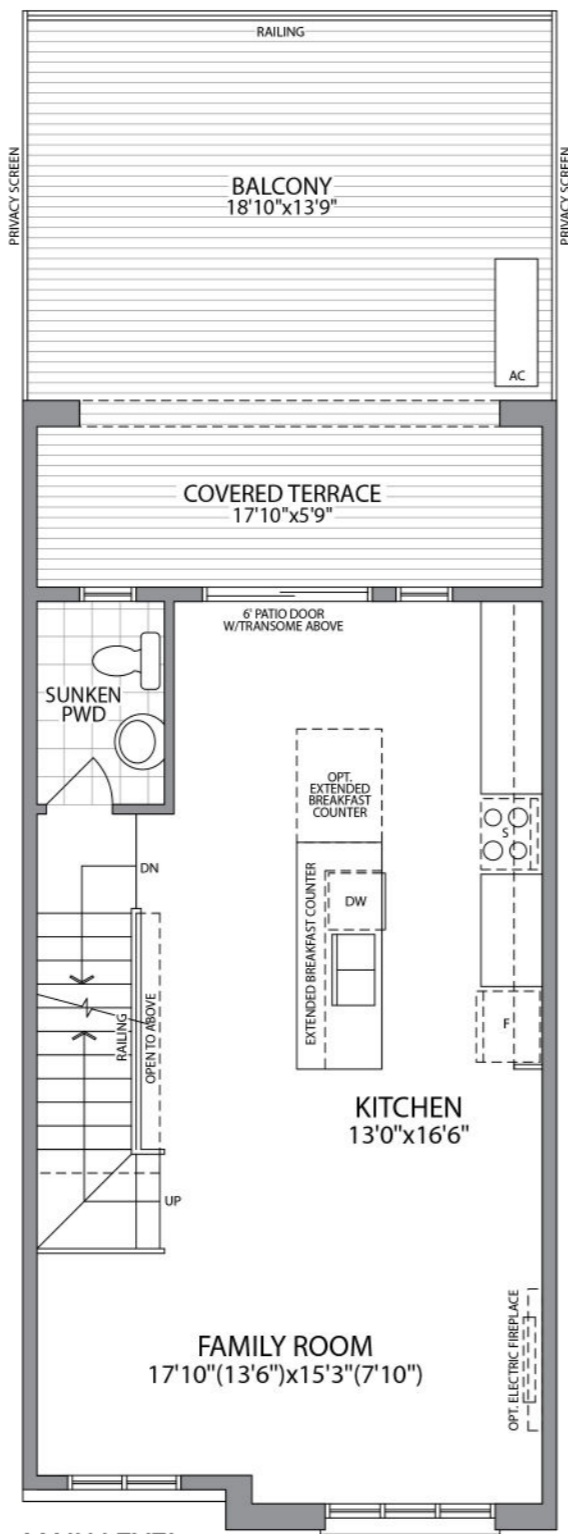 RAILING
PRIVACY SCREEN
PRIVACY SCREEN
BALCONY
18'10"x13'9"
AC
COVERED TERRACE
17'10"x5'9"
6' PATIO DOOR
W/TRANSOME ABOVE
SUNKEN
PWD
OPT.
EXTENDED
BREAKFAST
COUNTER
S
DN
EXTENDED BREAKFAST COUNTER
DW
RAILING
OPEN TO ABOVE
F
KITCHEN
13'0"x16'6"
UP
FAMILY ROOM
17'10"(13'6")x15'3"(7'10")
OPT. ELECTRIC FIREPLACE